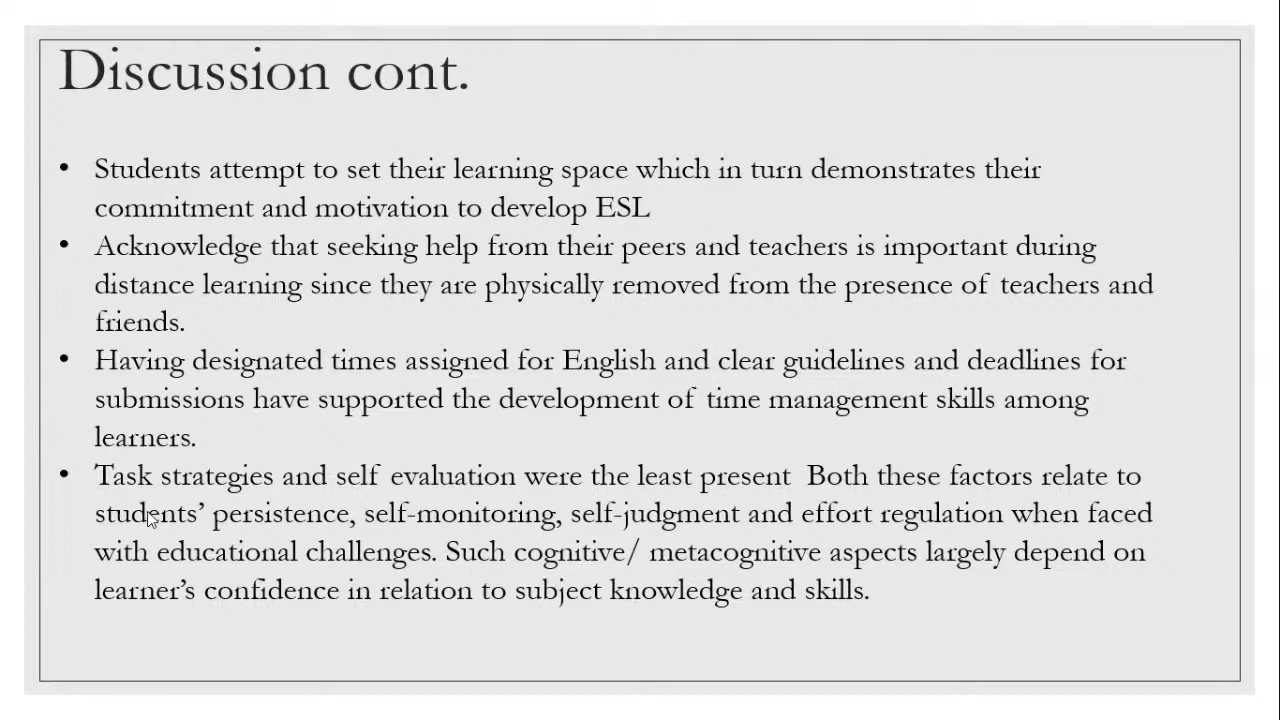 Discussion cont.
• Students attempt to set their learning space which in turn demonstrates their
commitment and motivation to develop ESL
• Acknowledge that seeking help from their peers and teachers is important during
distance learning since they are physically removed from the presence of teachers and
friends.
• Having designated times assigned for English and clear guidelines and deadlines for
submissions have supported the development of time management skills among
learners.
• Task strategies and self evaluation were the least present  Both these factors relate to
students’ persistence, self-monitoring, self-judgment and effort regulation when faced
with educational challenges. Such cognitive/ metacognitive aspects largely depend on
learner’s confidence in relation to subject knowledge and skills.